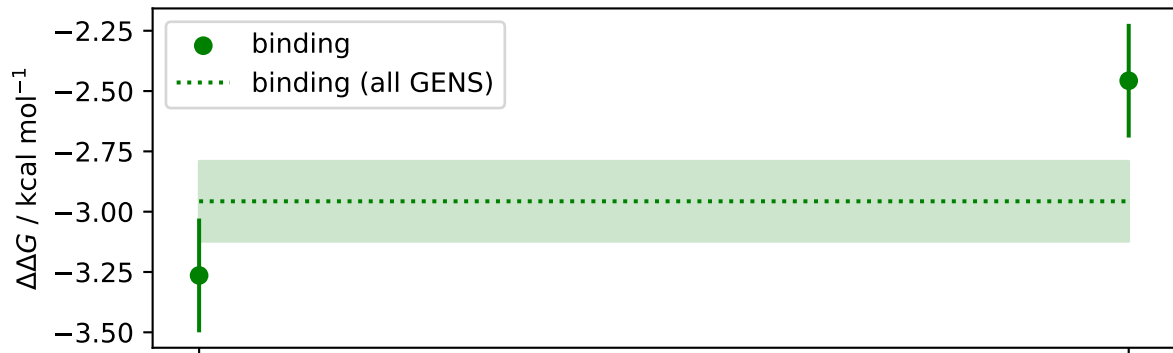 ΔΔG / kcal mol⁻¹
−2.25
−2.50
−2.75
−3.00
−3.25
−3.50
binding
binding (all GENS)